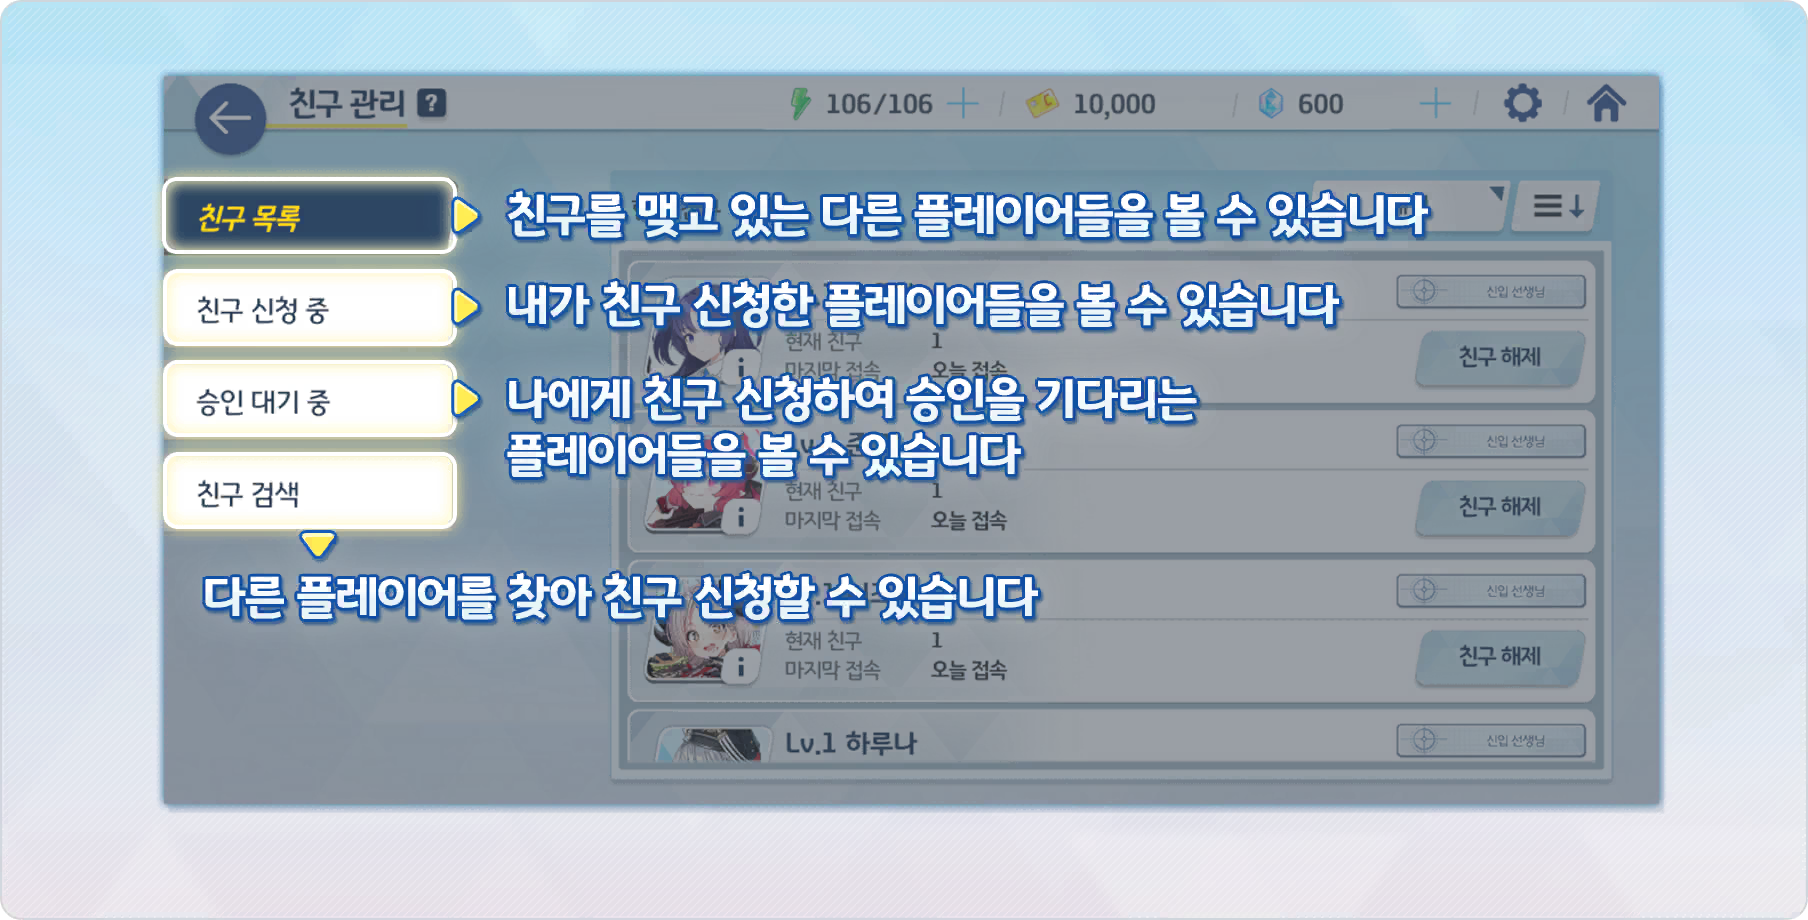 친구 관리 ?
106/106
10,000
600
친구 목록
친구를 맺고 있는 다른 플레이어들을 볼 수 있습니다
친구 신청 중
내가 친구 신청한 플레이어들을 볼 수 있습니다
신입 선생님
현재 친구 1
마지막 접속 오늘 접속
친구 해제
승인 대기 중
나에게 친구 신청하여 승인을 기다리는
플레이어들을 볼 수 있습니다
신입 선생님
친구 검색
현재 친구 1
마지막 접속 오늘 접속
친구 해제
다른 플레이어를 찾아 친구 신청할 수 있습니다
신입 선생님
현재 친구 1
마지막 접속 오늘 접속
친구 해제
Lv.1 하루나
신입 선생님